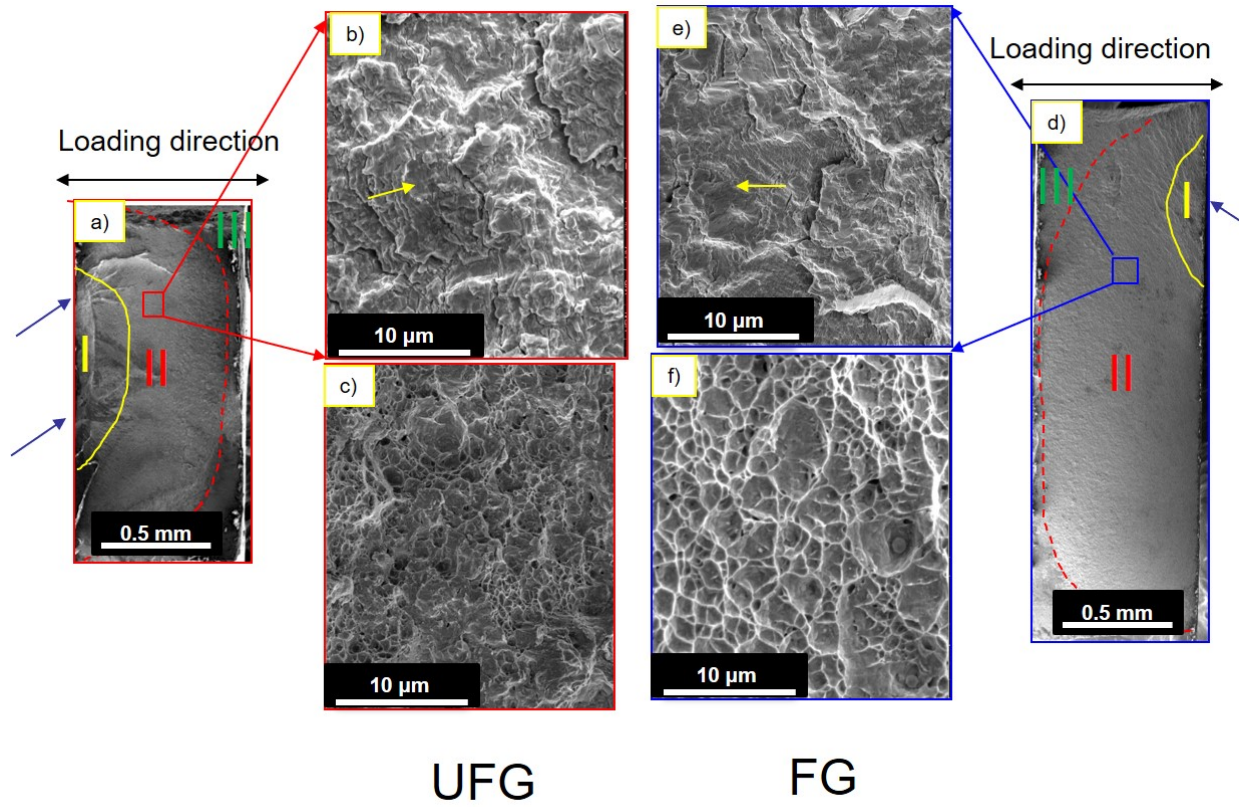 b)
e)
Loading direction
d)
Loading direction
III
I
a)
III
10 µm
10 µm
I
II
c)
f)
II
0.5 mm
0.5 mm
10 µm
10 µm
UFG
FG